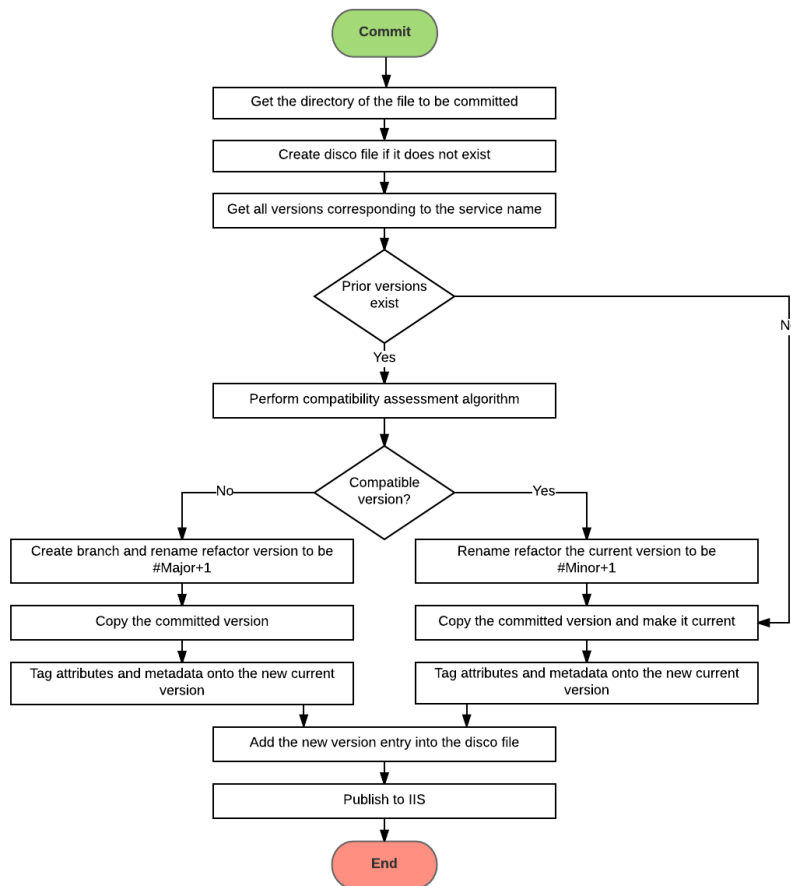 Commit
Get the directory of the file to be committed
Create disco file if it does not exist
Get all versions corresponding to the service name
Prior versions
exist
Yes
Perform compatibility assessment algorithm
Compatible
version?
No
Yes
Create branch and rename refactor version to be
#Major+1
Rename refactor the current version to be
#Minor+1
Copy the committed version
Copy the committed version and make it current
Tag attributes and metadata onto the new current
version
Tag attributes and metadata onto the new current
version
Add the new version entry into the disco file
Publish to IIS
End